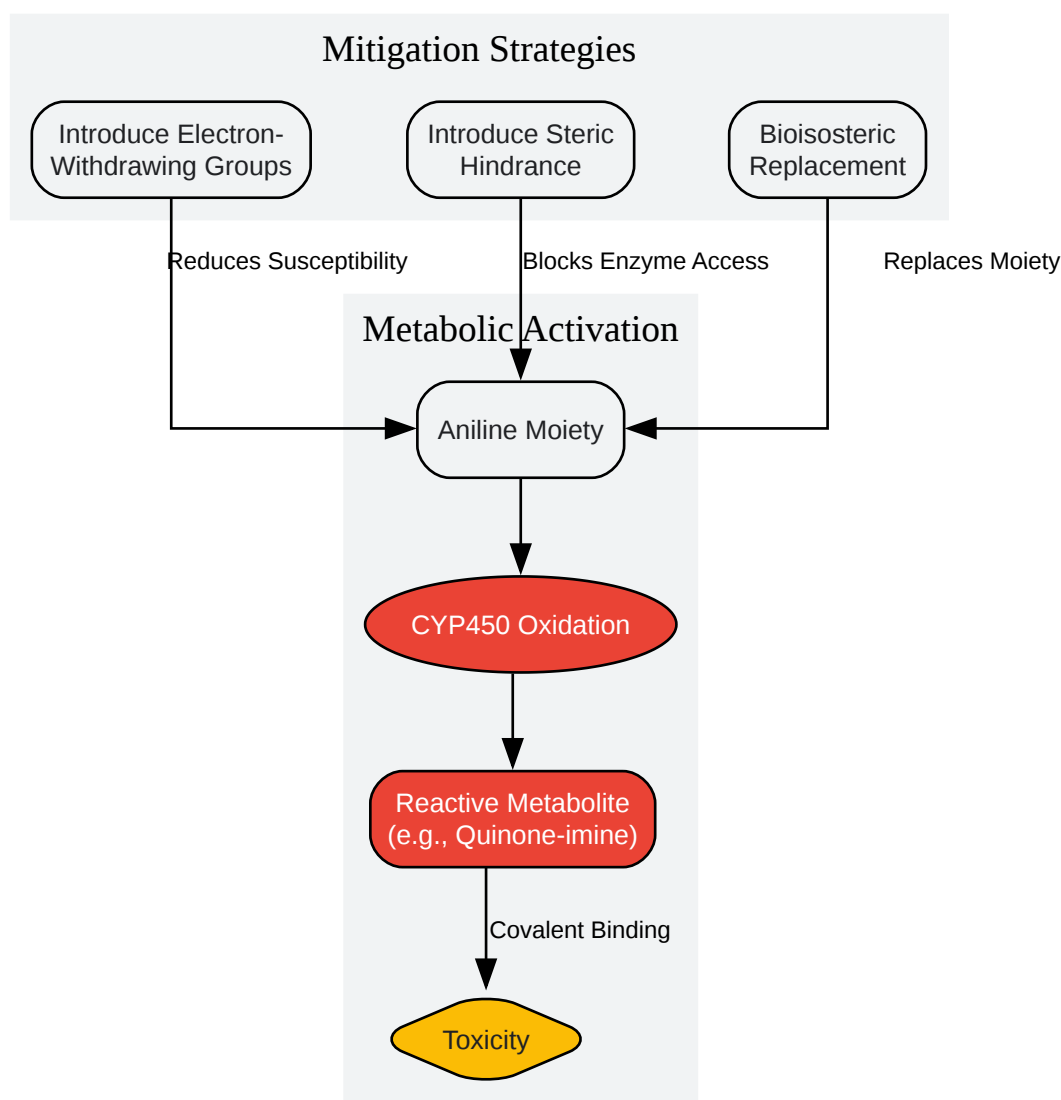 Mitigation Strategies
Introduce Electron-
Withdrawing Groups
Introduce Steric
Hindrance
Bioisosteric
Replacement
Reduces Susceptibility
Blocks Enzyme Access
Replaces Moiety
Metabolic Activation
Aniline Moiety
CYP450 Oxidation
Reactive Metabolite
(e.g., Quinone-imine)
Covalent Binding
Toxicity